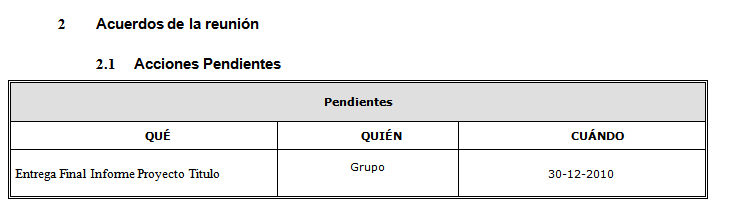 2 Acuerdos de la reunión
2.1 Acciones Pendientes
Pendientes
QUÉ QUIÉN CUÁNDO
Entrega Final Informe Proyecto Titulo Grupo 30-12-2010